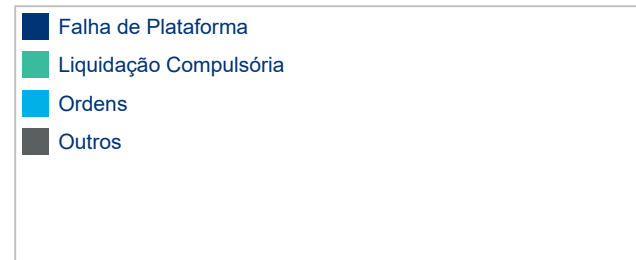 Falha de Plataforma
Liquidação Compulsória
Ordens
Outros